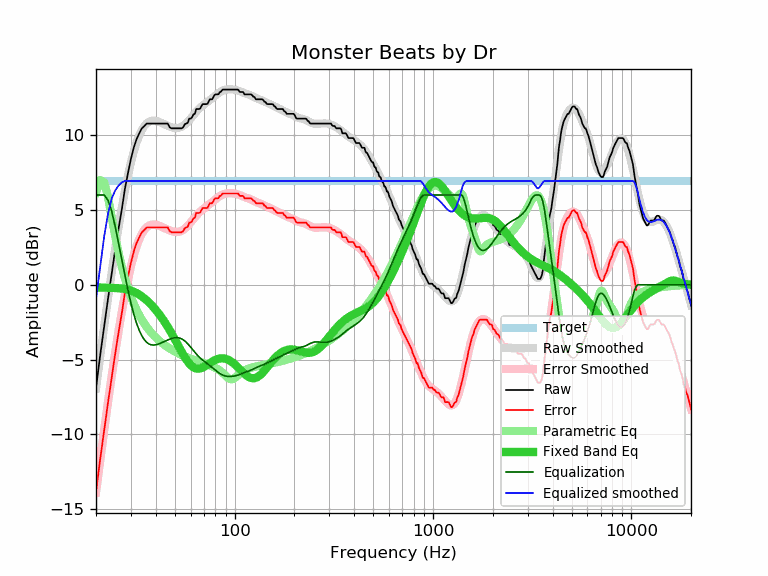 Monster Beats by Dr
Amplitude (dBr)
10
5
0
−5
−10
−15
100
1000
10000
Frequency (Hz)
Target
Raw Smoothed
Error Smoothed
Raw
Error
Parametric Eq
Fixed Band Eq
Equalization
Equalized smoothed